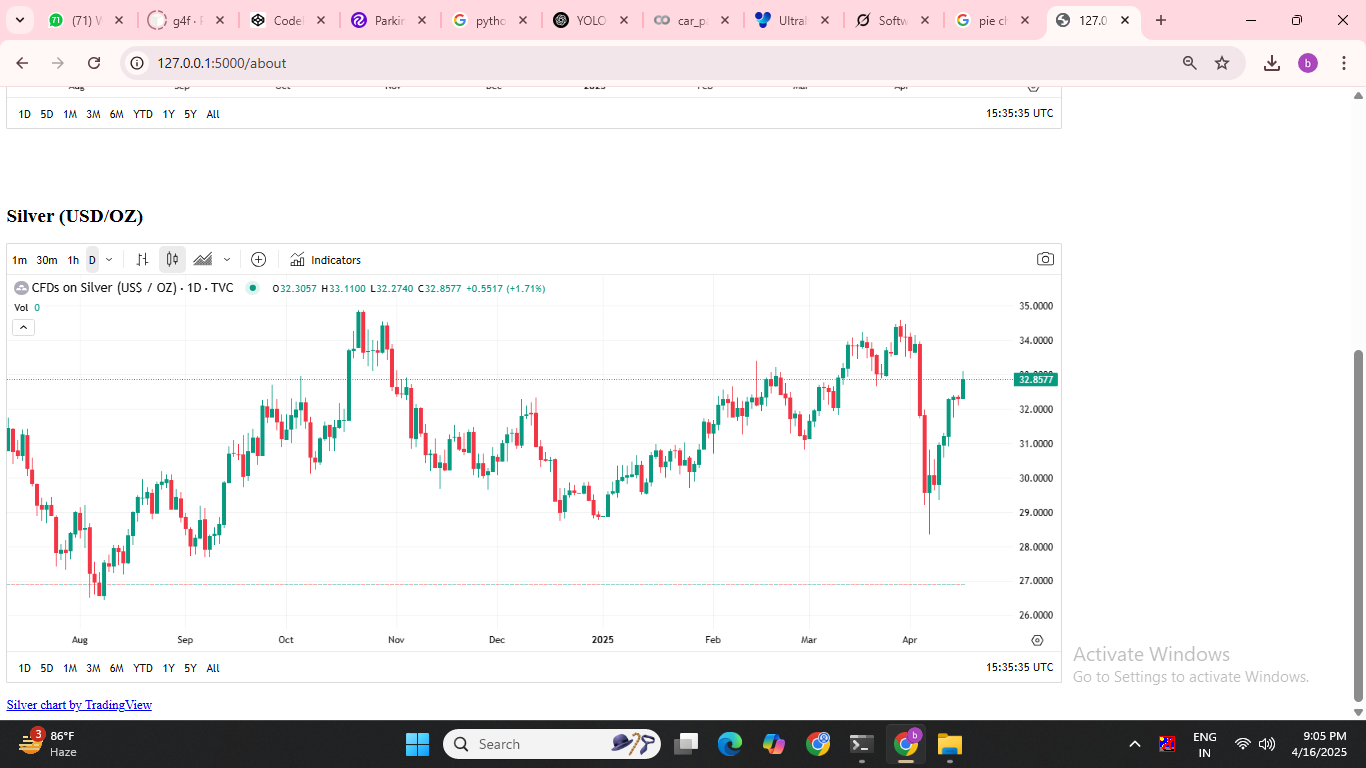 (71) W
g4f · F
Codel
Parkin
pytho
YOLO
car_pa
Ultral
Softw
pie ch
127.0
127.0.0.1:5000/about
b
Aug Sep Oct Nov Dec 2025 Feb Mar Apr
1D 5D 1M 3M 6M YTD 1Y 5Y All 15:35:35 UTC
Silver (USD/OZ)
1m 30m 1h D Indicators
CFDs on Silver (US$ / OZ) · 1D · TVC O32.3057 H33.1100 L32.2740 C32.8577 +0.5517 (+1.71%)
Vol 0
35.0000
34.0000
32.8577
32.0000
31.0000
30.0000
29.0000
28.0000
27.0000
26.0000
Aug Sep Oct Nov Dec 2025 Feb Mar Apr
1D 5D 1M 3M 6M YTD 1Y 5Y All 15:35:35 UTC
Activate Windows
Go to Settings to activate Windows.
Silver chart by TradingView
3
86°F
Haze
Search
b
ENG
IN
9:05 PM
4/16/2025